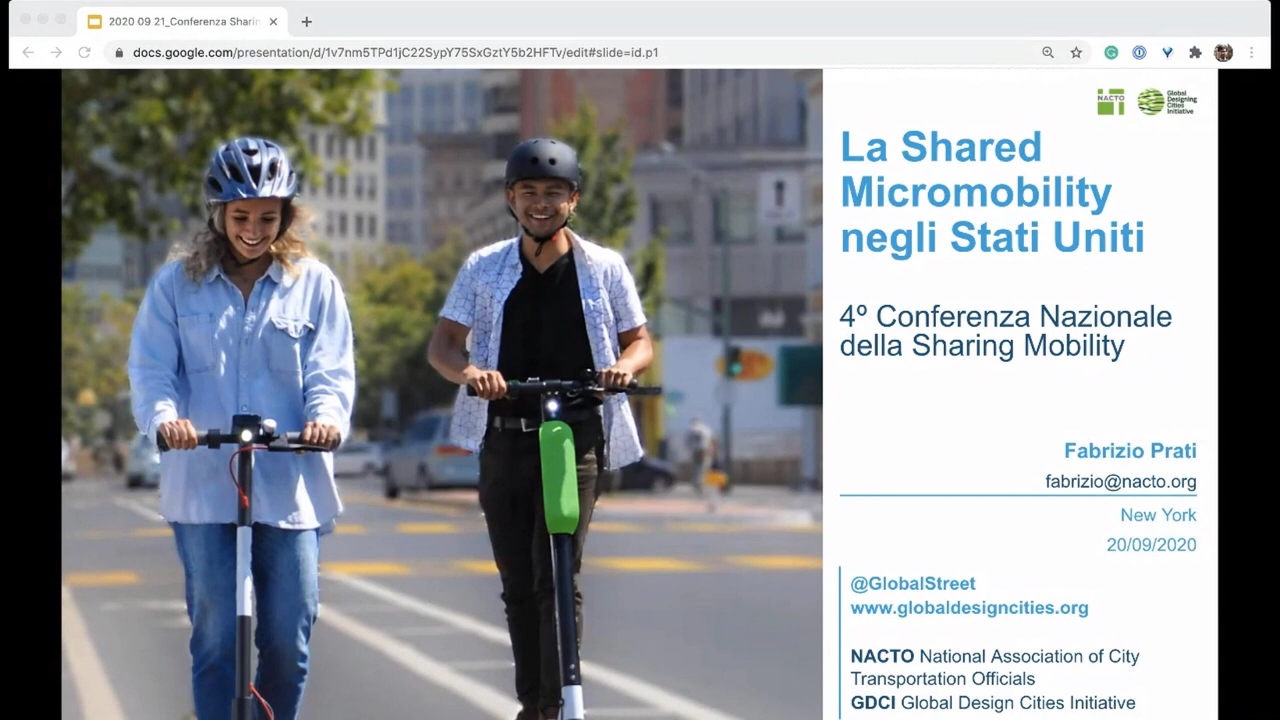 2020 09 21_Conferenza Sharin
docs.google.com/presentation/d/1v7nm5TPd1jC22SypY75SxGztY5b2HFTv/edit#slide=id.p1
NACTO
Global
Designing
Cities
Initiative
La Shared
Micromobility
negli Stati Uniti
4º Conferenza Nazionale
della Sharing Mobility
Fabrizio Prati
fabrizio@nacto.org
New York
20/09/2020
@GlobalStreet
www.globaldesigncities.org
NACTO National Association of City
Transportation Officials
GDCI Global Design Cities Initiative